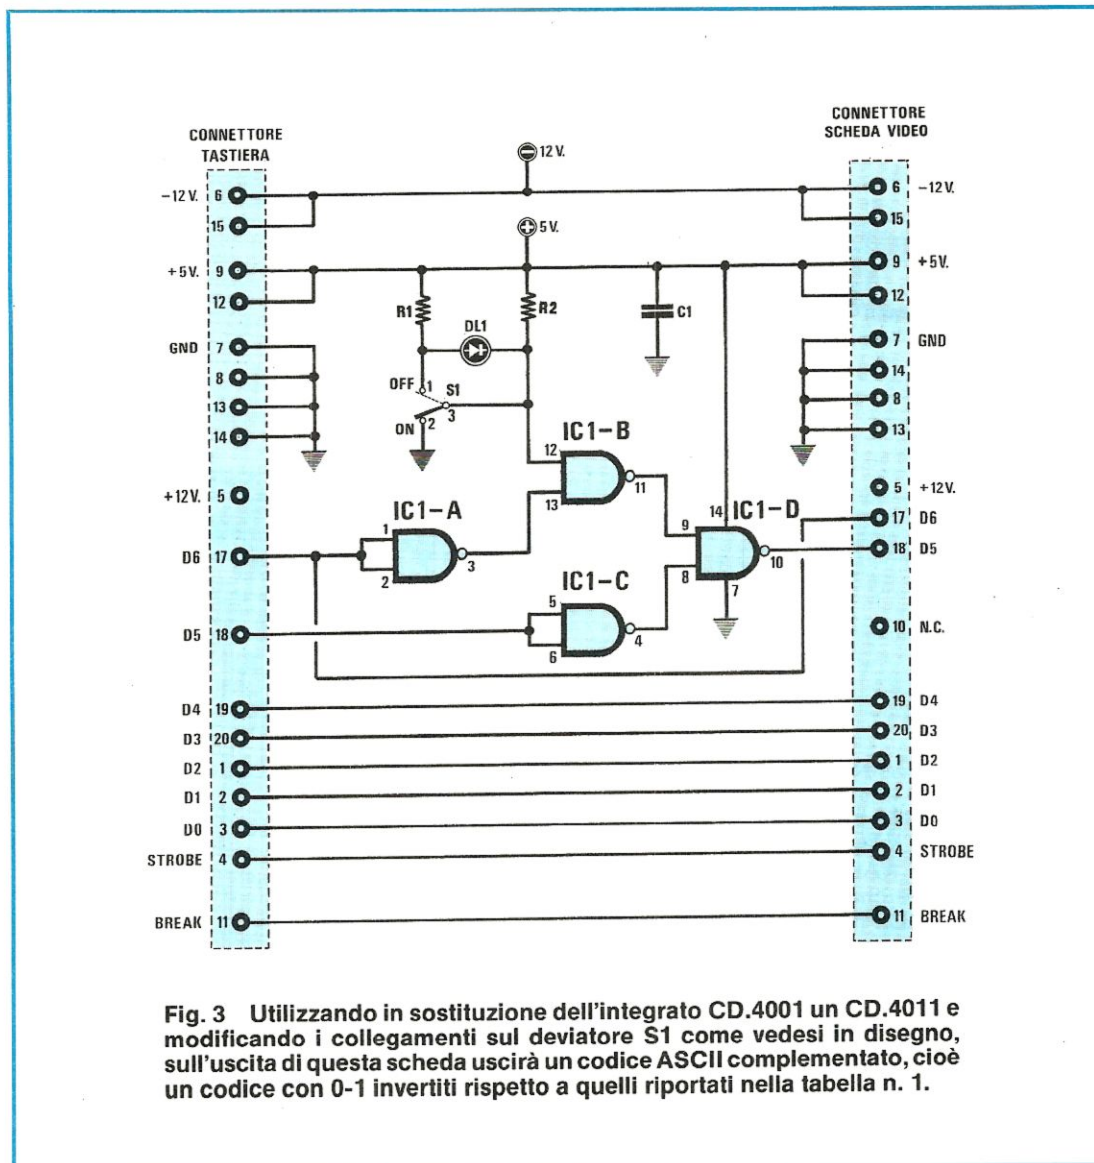 CONNETTORE
TASTIERA
CONNETTORE
SCHEDA VIDEO
12 V.
-12 V. 6
15
6 -12 V.
15
5 V.
+5 V. 9
12
9 +5 V.
12
R1
R2
C1
DL1
GND 7
8
13
14
7 GND
14
8
13
OFF 1 S1
3
ON 2
IC1-B
12
13
11
+12 V. 5
5 +12 V.
IC1-A
1
2
3
14 IC1-D
9
8
10
7
17 D6
18 D5
D6 17
IC1-C
5
6
4
D5 18
10 N.C.
D4 19
19 D4
D3 20
20 D3
D2 1
1 D2
D1 2
2 D1
D0 3
3 D0
STROBE 4
4 STROBE
BREAK 11
11 BREAK
Fig. 3 Utilizzando in sostituzione dell'integrato CD.4001 un CD.4011 e
modificando i collegamenti sul deviatore S1 come vedesi in disegno,
sull'uscita di questa scheda uscirà un codice ASCII complementato, cioè
un codice con 0-1 invertiti rispetto a quelli riportati nella tabella n. 1.